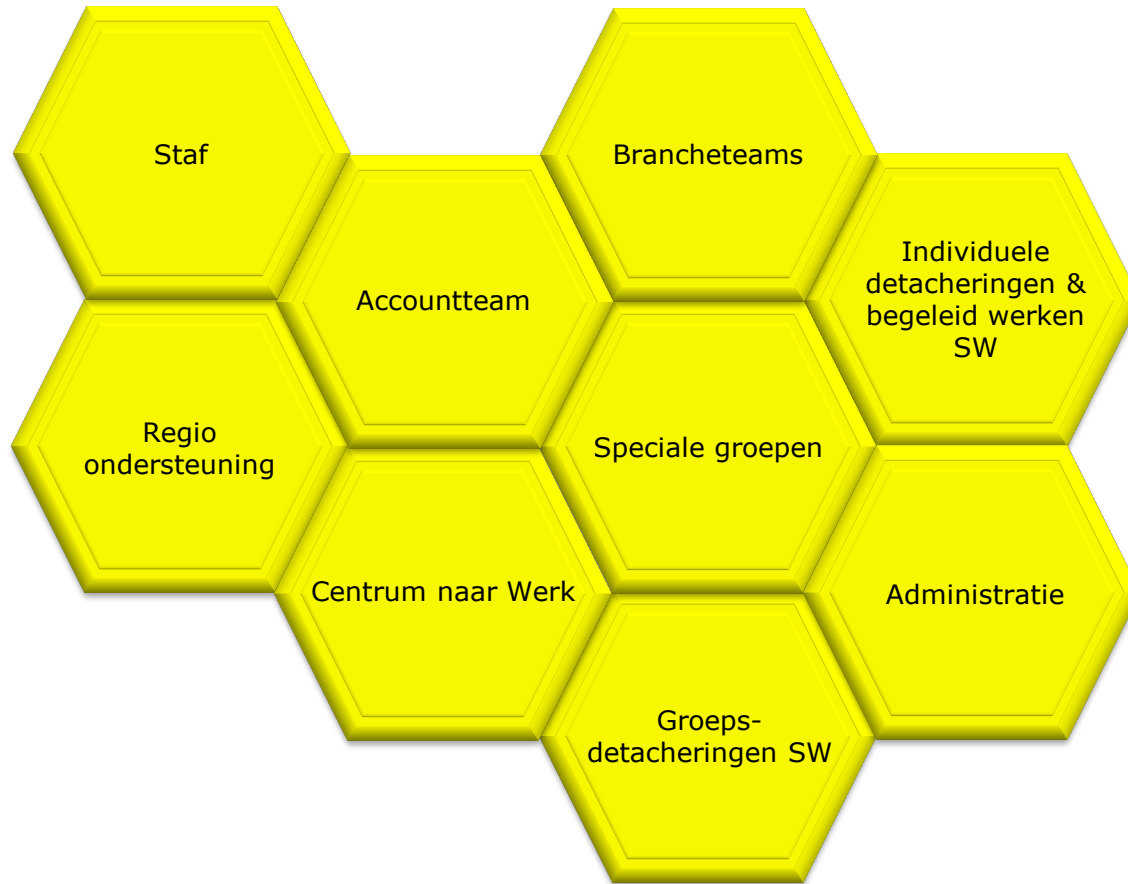 Staf
Brancheteams
Accountteam
Individuele
detacheringen &
begeleid werken
SW
Regio
ondersteuning
Speciale groepen
Centrum naar Werk
Administratie
Groeps-
detacheringen SW